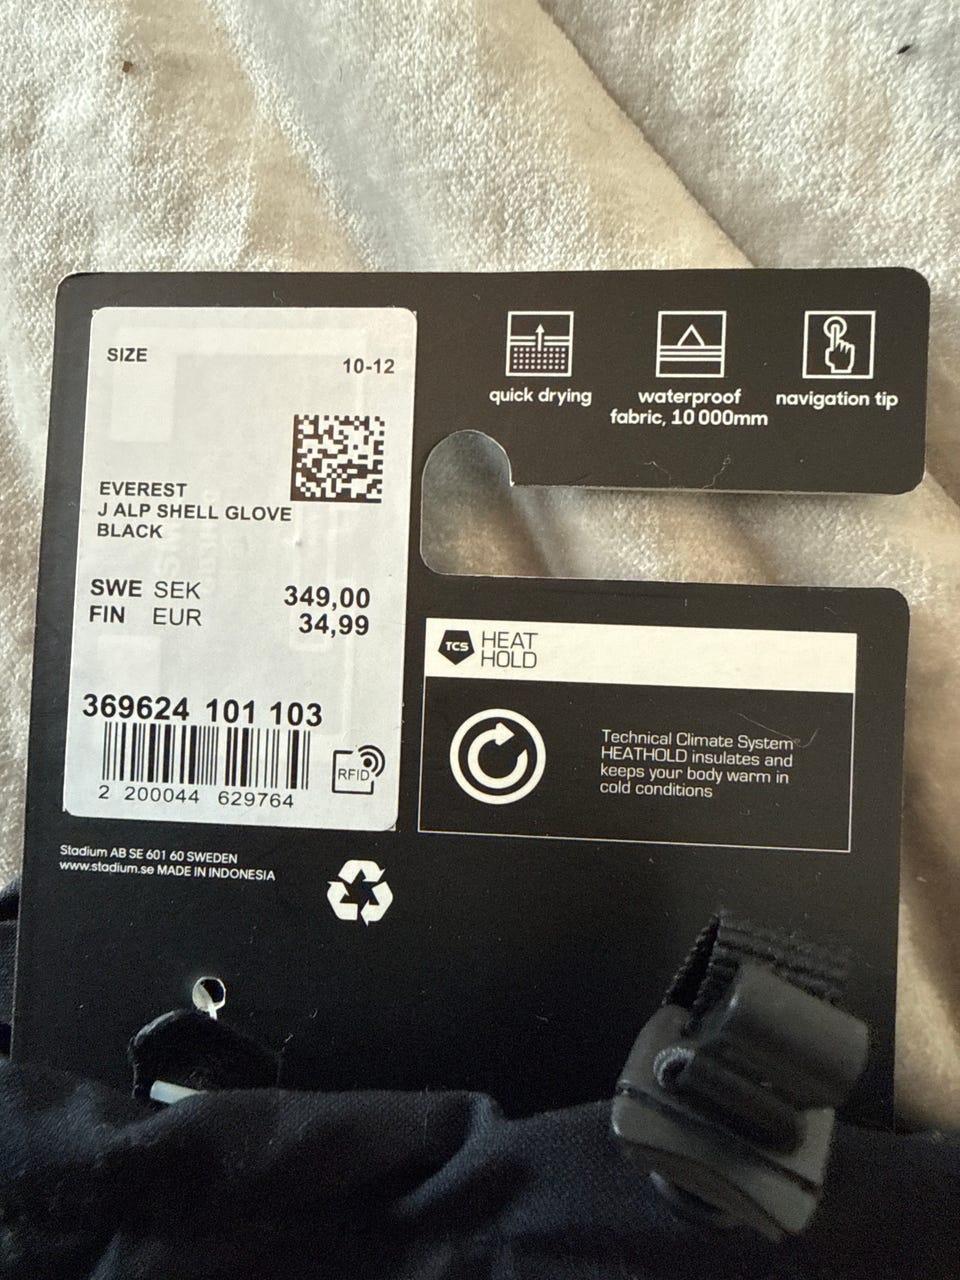 SIZE
10-12
EVEREST
J ALP SHELL GLOVE
BLACK
SWE SEK 349,00
FIN EUR 34,99
369624 101 103
2 200044 629764
RFID
quick drying
waterproof
fabric, 10 000mm
navigation tip
TCS
HEAT
HOLD
Technical Climate System
HEATHOLD insulates and
keeps your body warm in
cold conditions
Stadium AB SE 601 60 SWEDEN
www.stadium.se MADE IN INDONESIA